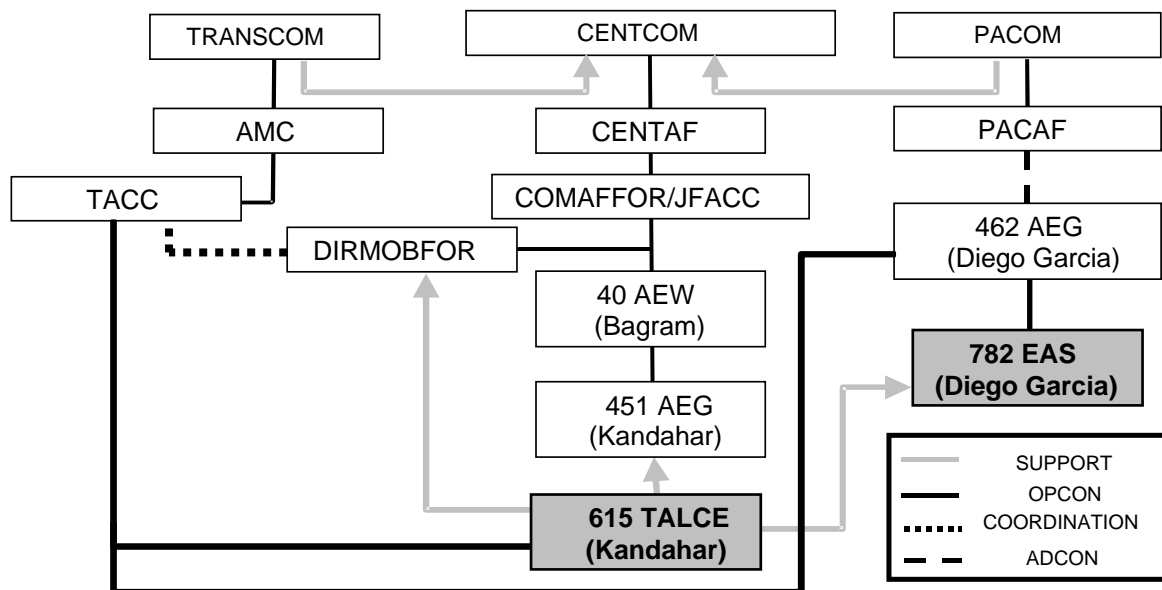 TRANSCOM
CENTCOM
PACOM
AMC
CENTAF
PACAF
TACC
COMAFFOR/JFACC
DIRMOBFOR
462 AEG
(Diego Garcia)
40 AEW
(Bagram)
782 EAS
(Diego Garcia)
451 AEG
(Kandahar)
615 TALCE
(Kandahar)
SUPPORT
OPCON
COORDINATION
ADCON